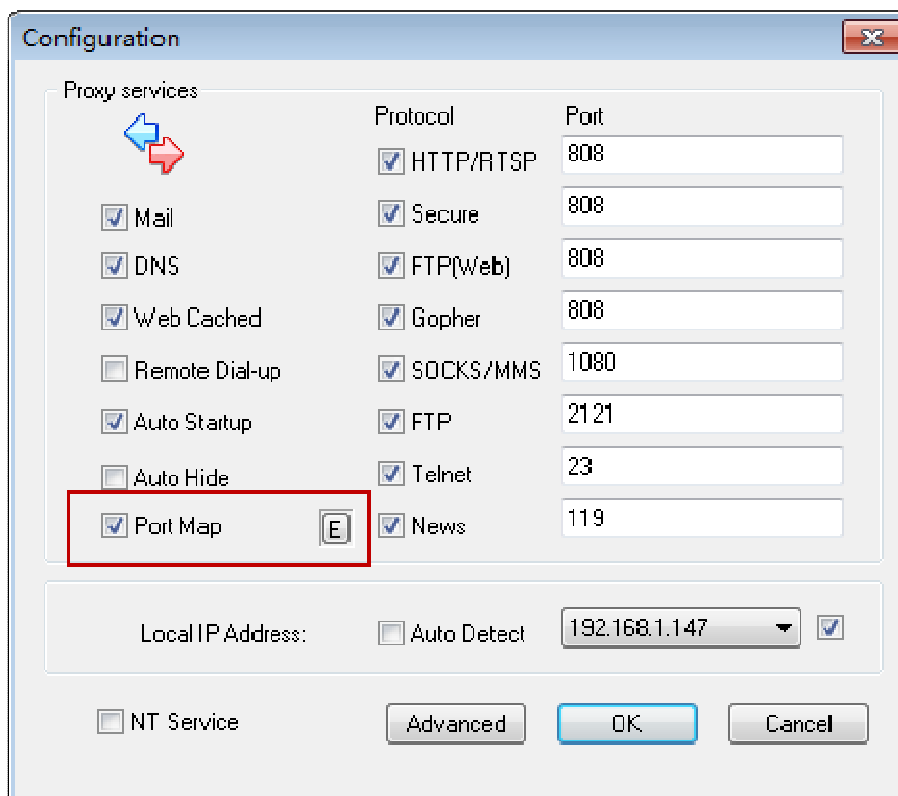 Configuration
Proxy services
Protocol Port
HTTP/RTSP 808
Mail Secure 808
DNS FTP(Web) 808
Web Cached Gopher 808
Remote Dial-up SOCKS/MMS 1080
Auto Startup FTP 2121
Auto Hide Telnet 23
Port Map E News 119
Local IP Address: Auto Detect 192.168.1.147
NT Service Advanced OK Cancel